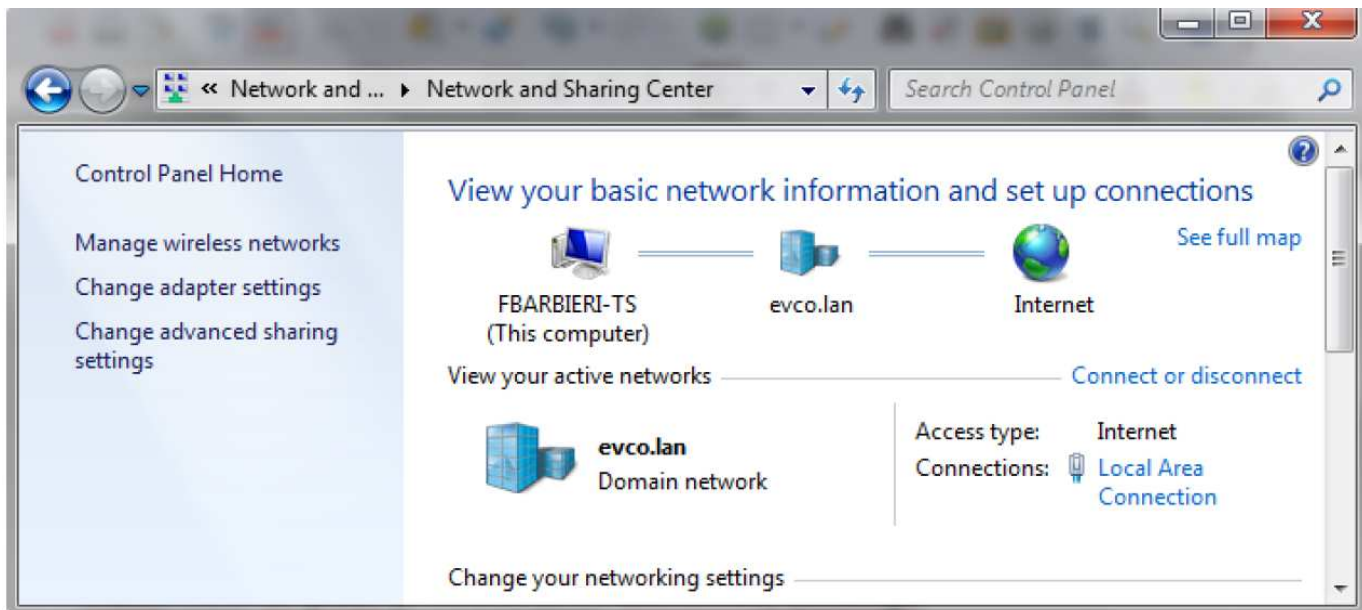 « Network and ... ▸ Network and Sharing Center
Search Control Panel
Control Panel Home
Manage wireless networks
Change adapter settings
Change advanced sharing
settings
View your basic network information and set up connections
See full map
FBARBIERI-TS
(This computer)
evco.lan
Internet
View your active networks
Connect or disconnect
evco.lan
Domain network
Access type: Internet
Connections: Local Area
Connection
Change your networking settings